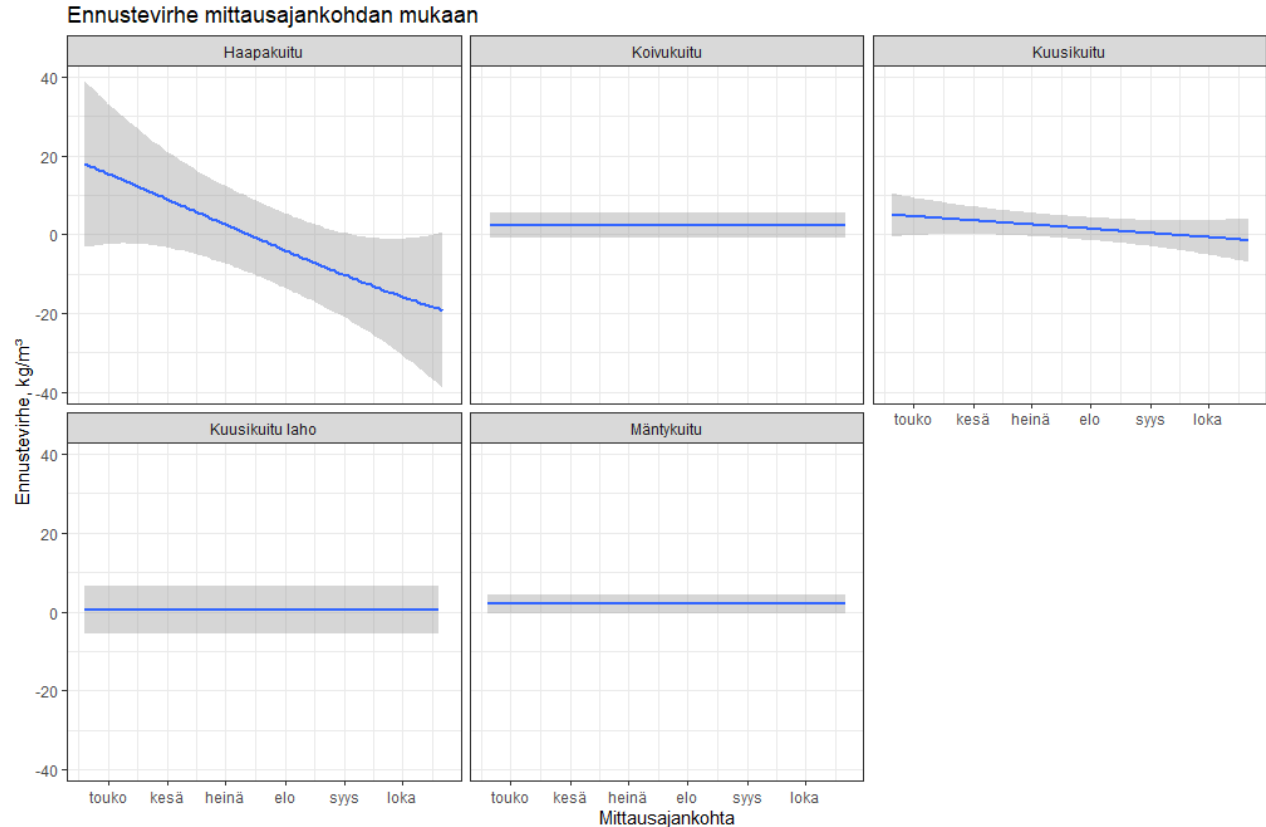 Ennustevirhe mittausajankohdan mukaan
Haapakuitu
Koivukuitu
Kuusikuitu
40
20
0
-20
-40
touko kesä heinä elo syys loka
Kuusikuitu laho
Mäntykuitu
40
20
0
-20
-40
touko kesä heinä elo syys loka
touko kesä heinä elo syys loka
Mittausajankohta
Ennustevirhe, kg/m³